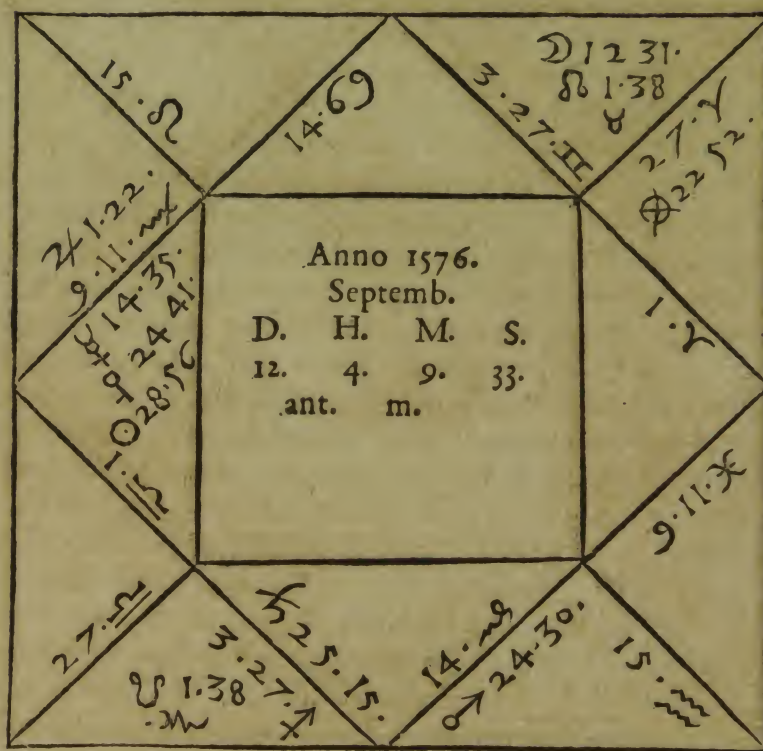 15·♌
14·♋
3·27·♊
☽ 12 31·
☊ 1·38
♉
27·♈
⊕ 22 52·
♃ 1·22·
9·11·♍
☿ 14·35·
♀ 24 41·
☉ 28·56
1·♎
Anno 1576.
Septemb.
D. H. M. S.
12. 4. 9. 33.
ant. m.
1·♈
9·11·♓
27·♎
☋ 1·38
·♏
3·27·♐
♄ 25·15·
14·♑
♂ 24·30.
15·♒